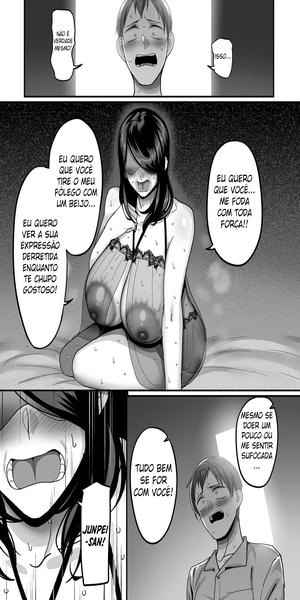 ISSO...
NÃO É
VERDADE
MESMO!
EU QUERO
QUE VOCÊ...
ME FODA
COM TODA
FORÇA!!
EU QUERO
QUE VOCÊ
TIRE O MEU
FÔLEGO
COM UM
BEIJO...
EU QUERO
VER A SUA
EXPRESSÃO
DERRETIDA
ENQUANTO
TE CHUPO
GOSTOSO!
MESMO SE
DOER UM
POUCO OU ME
SENTIR
SUFOCADA
...
TUDO BEM
SE FOR
COM VOCÊ!
JUNPEI
-SAN!